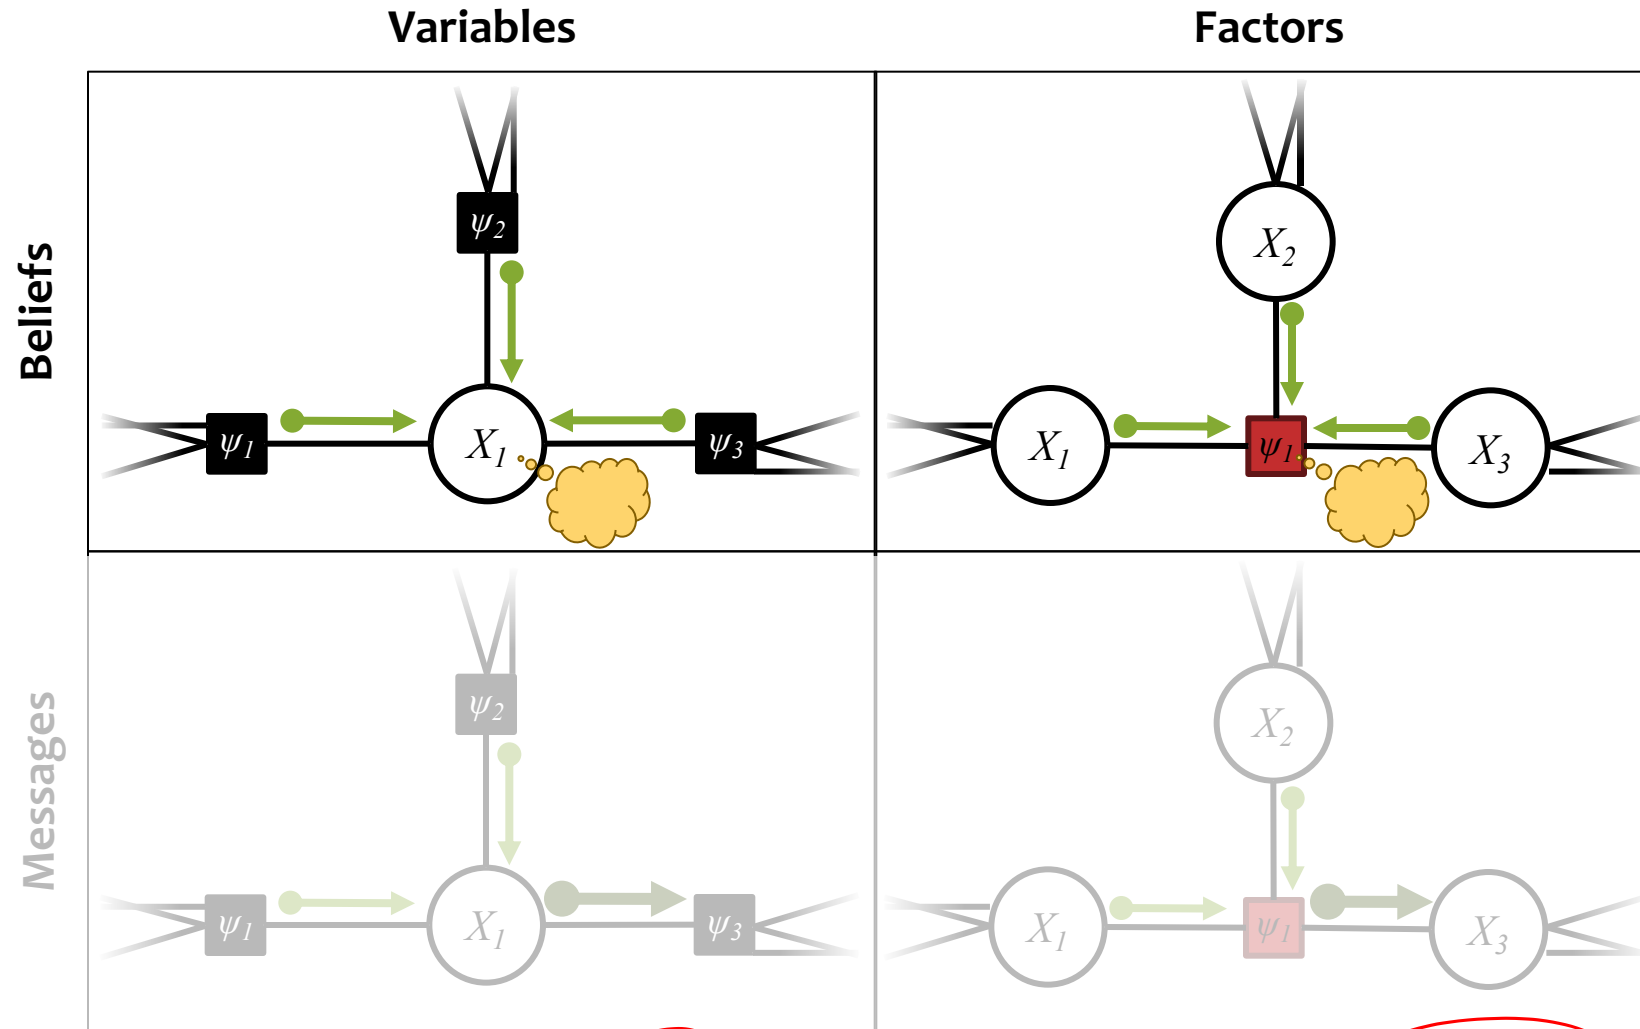 Variables Factors
Beliefs
ψ2
ψ1 X1 ψ3
X2
X1 ψ1 X3
Messages
ψ2
ψ1 X1 ψ3
X2
X1 ψ1 X3